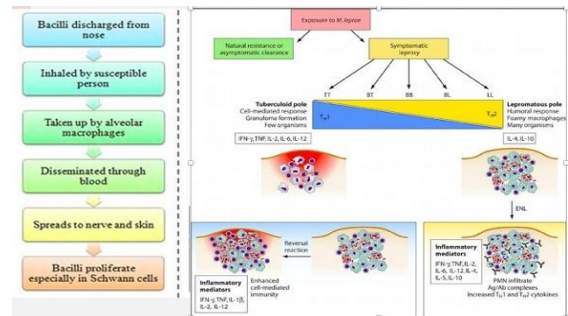 Bacilli discharged from
nose
Inhaled by susceptible
person
Taken up by alveolar
macrophages
Disseminated through
blood
Spreads to nerve and skin
Bacilli proliferate
especially in Schwann cells
Exposure to M. leprae
Natural resistance or
asymptomatic clearance
Symptomatic
leprosy
TT
BT
BB
BL
LL
Tuberculoid pole
Cell-mediated response
Granuloma formation
Few organisms
TH1
TH2
Lepromatous pole
Humoral response
Foamy macrophages
Many organisms
IFN-γ, TNF, IL-2, IL-6, IL-12
IL-4, IL-10
ENL
Reversal
reaction
Inflammatory
mediators
IFN-γ, TNF, IL-1β,
IL-2, IL-12
Enhanced
cell-mediated
immunity
Inflammatory
mediators
IFN-γ, TNF, IL-2,
IL-6, IL-12, IL-4,
IL-5, IL-10
PMN infiltrate
Ag/Ab complexes
Increased TH1 and TH2 cytokines